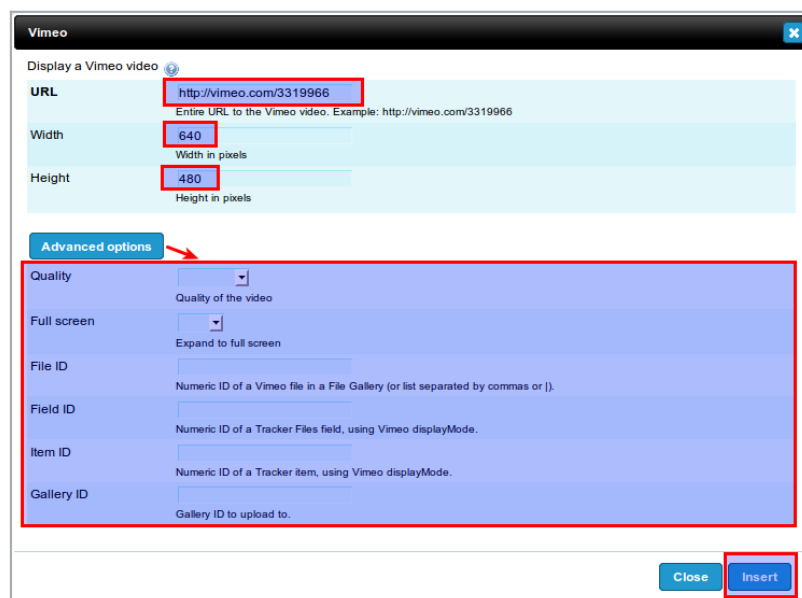 Vimeo
Display a Vimeo video
URL
http://vimeo.com/3319966
Entire URL to the Vimeo video. Example: http://vimeo.com/3319966
Width
640
Width in pixels
Height
480
Height in pixels
Advanced options
Quality
Quality of the video
Full screen
Expand to full screen
File ID
Numeric ID of a Vimeo file in a File Gallery (or list separated by commas or |).
Field ID
Numeric ID of a Tracker Files field, using Vimeo displayMode.
Item ID
Numeric ID of a Tracker item, using Vimeo displayMode.
Gallery ID
Gallery ID to upload to.
Close Insert